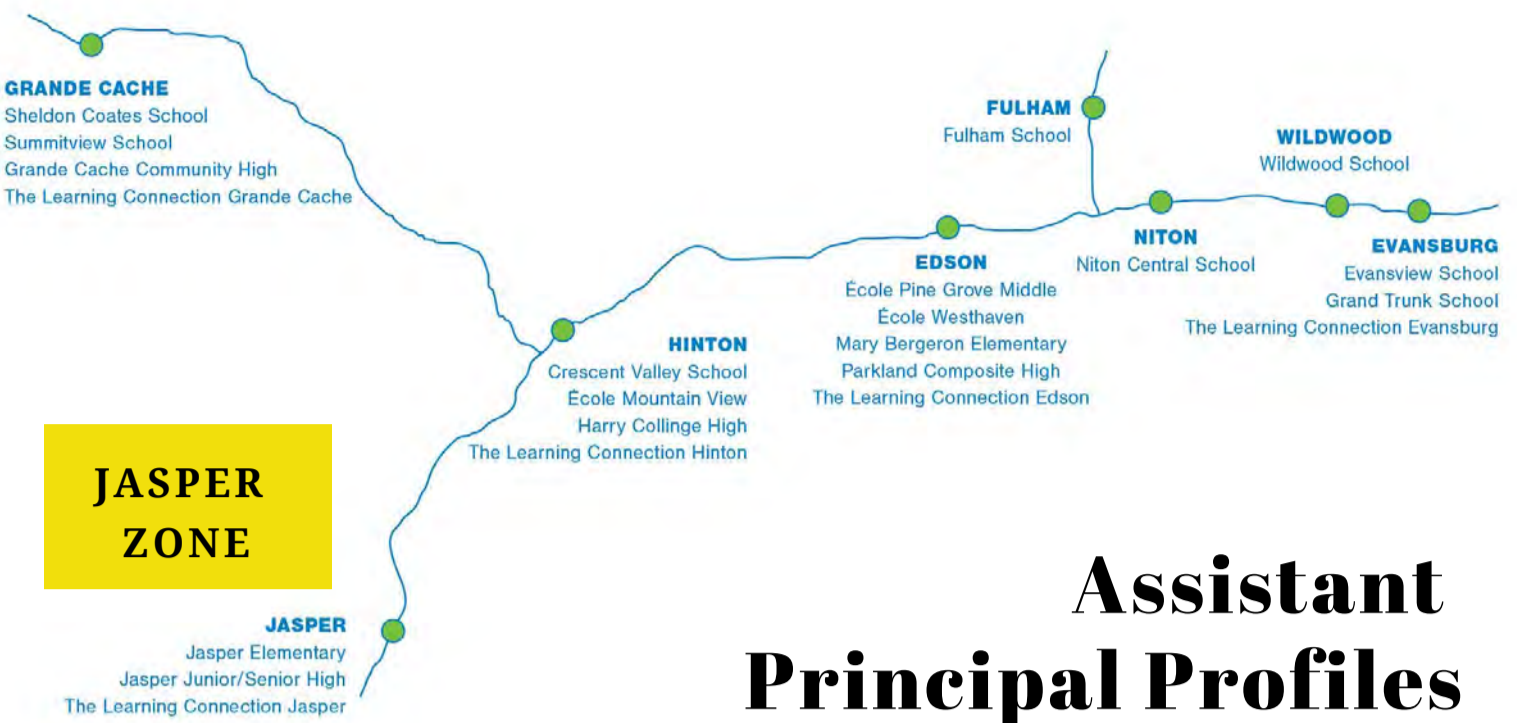 GRANDE CACHE
Sheldon Coates School
Summitview School
Grande Cache Community High
The Learning Connection Grande Cache
FULHAM
Fulham School
WILDWOOD
Wildwood School
NITON
Niton Central School
EVANSBURG
Evansview School
Grand Trunk School
The Learning Connection Evansburg
EDSON
École Pine Grove Middle
École Westhaven
Mary Bergeron Elementary
Parkland Composite High
The Learning Connection Edson
HINTON
Crescent Valley School
École Mountain View
Harry Collinge High
The Learning Connection Hinton
JASPER
ZONE
JASPER
Jasper Elementary
Jasper Junior/Senior High
The Learning Connection Jasper
Assistant
Principal Profiles